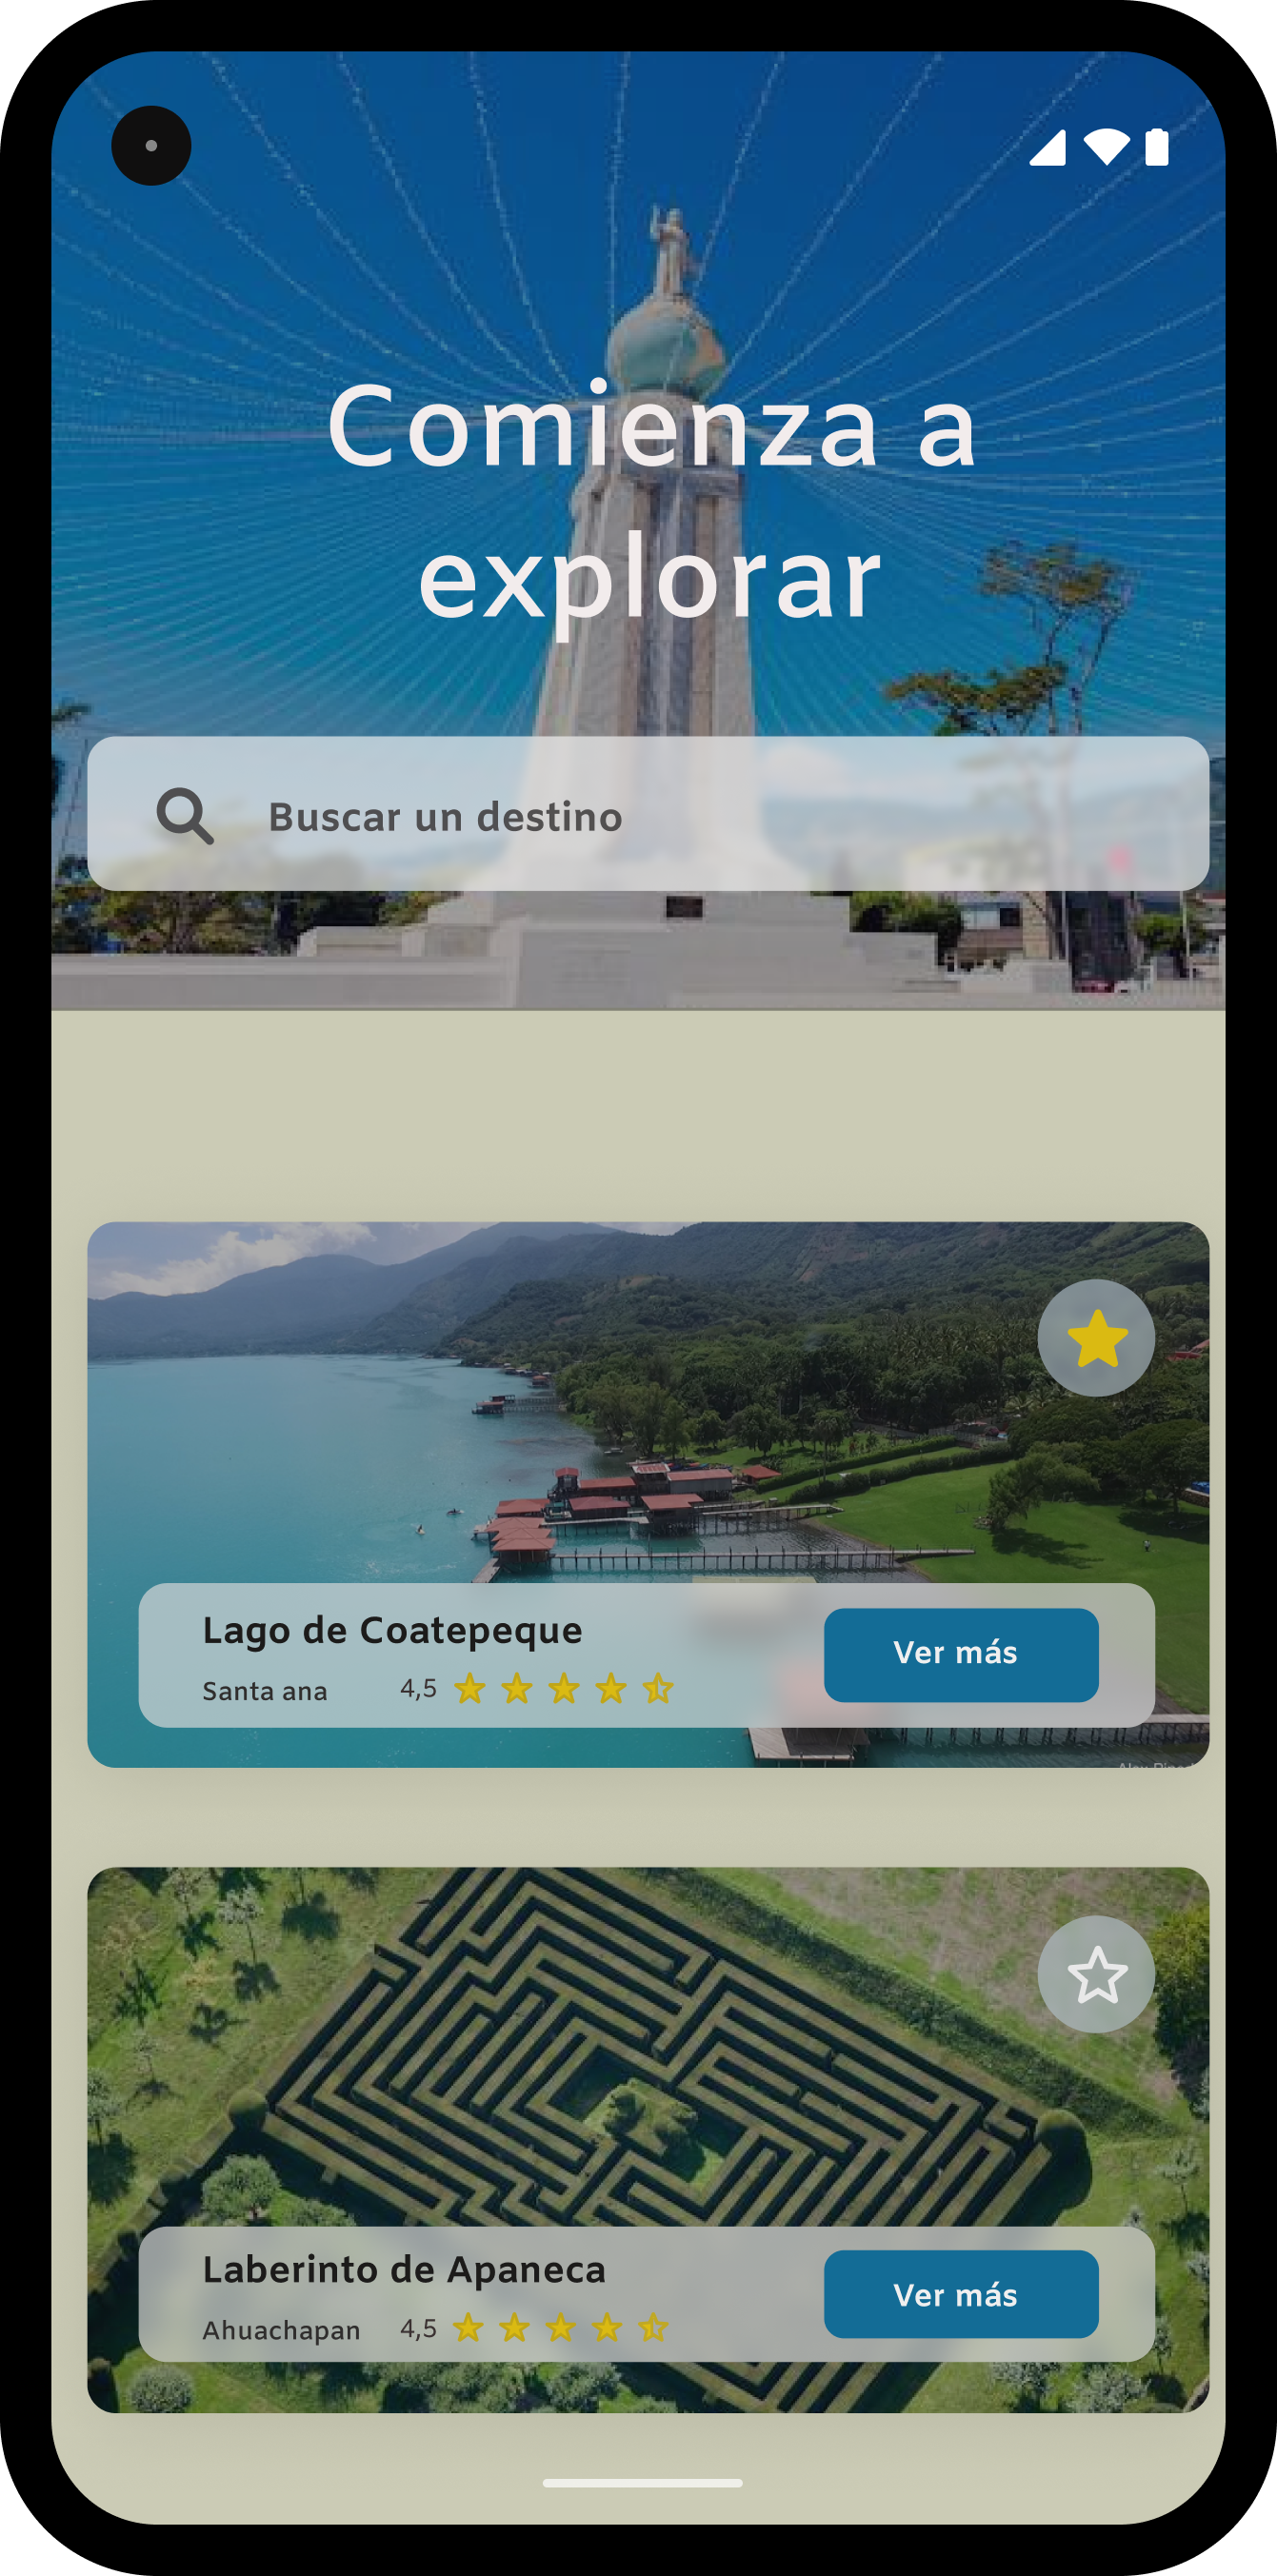 Comienza a
explorar
Buscar un destino
Lago de Coatepeque
Ver más
Santa ana 4,5
Laberinto de Apaneca
Ver más
Ahuachapan 4,5